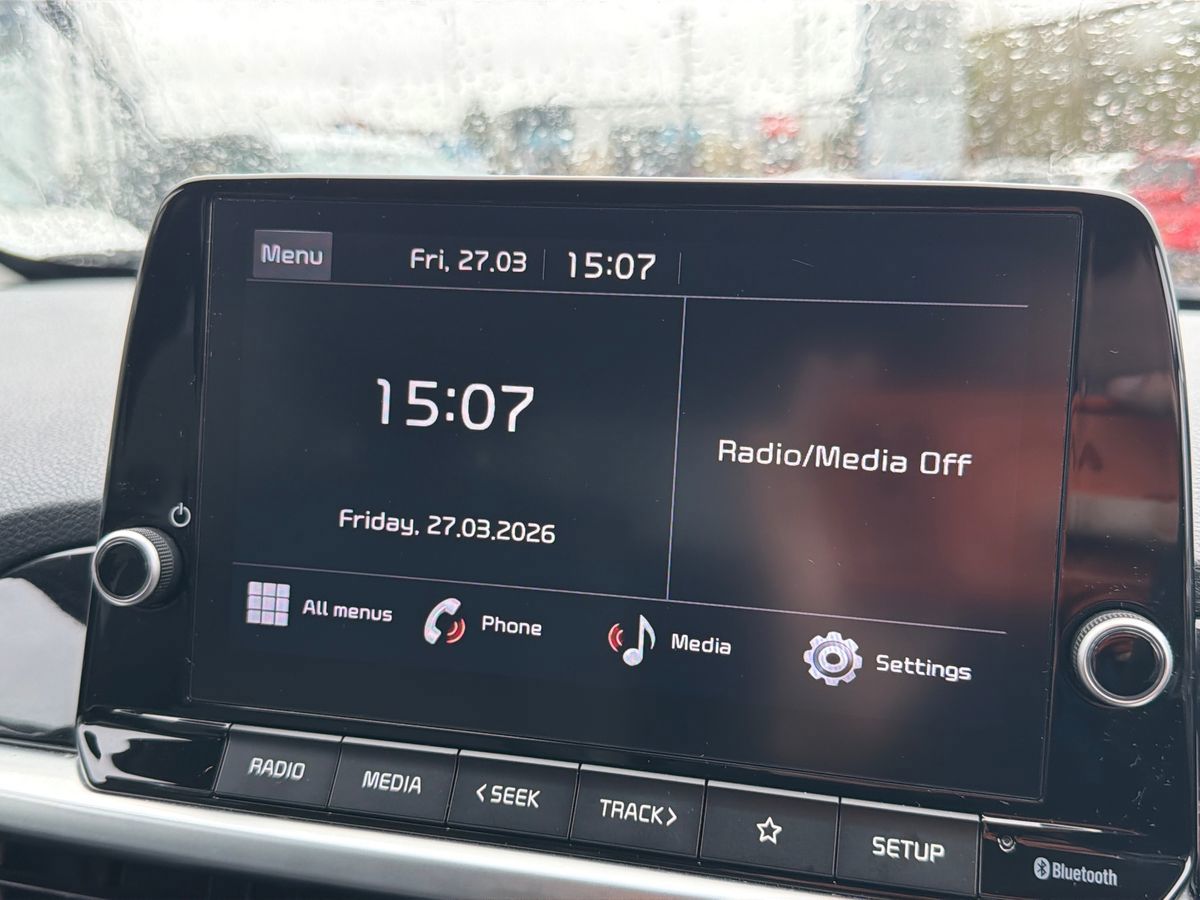 Menu Fri, 27.03 15:07
15:07
Radio/Media Off
Friday, 27.03.2026
All menus Phone Media Settings
RADIO MEDIA <SEEK TRACK> SETUP
Bluetooth